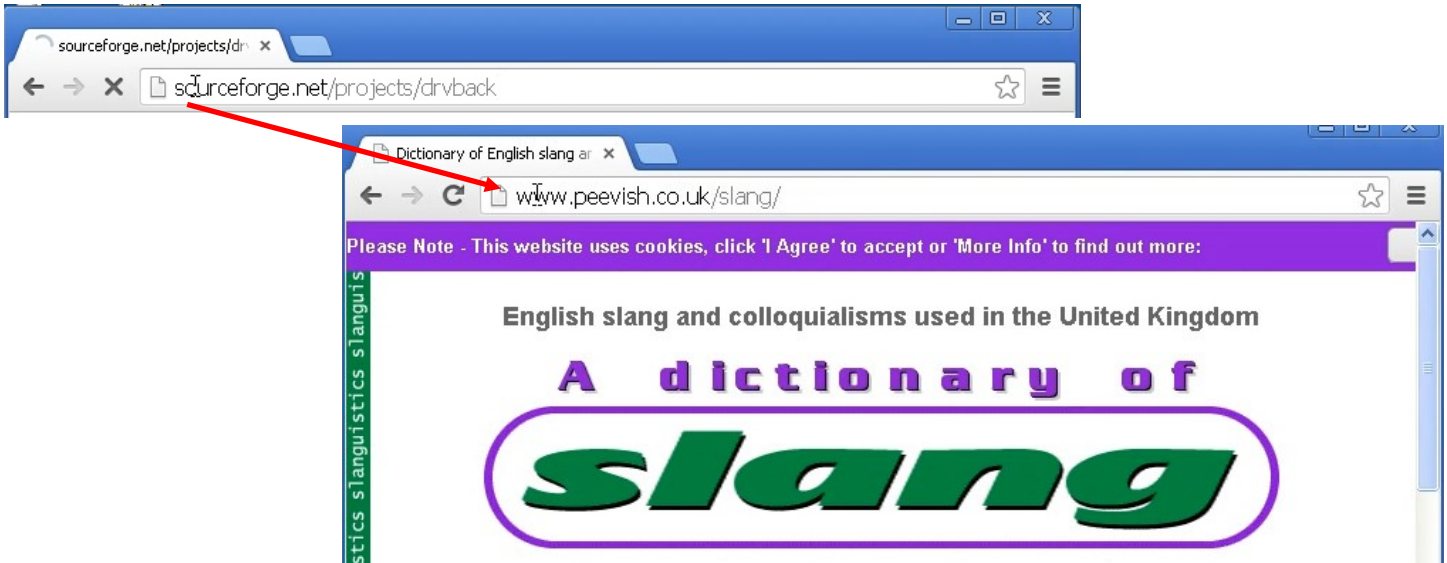 sourceforge.net/projects/drv
sourceforge.net/projects/drvback
Dictionary of English slang ar
www.peevish.co.uk/slang/
Please Note - This website uses cookies, click 'I Agree' to accept or 'More Info' to find out more:
English slang and colloquialisms used in the United Kingdom
A dictionary of
slang
stics slanguistics slanguis